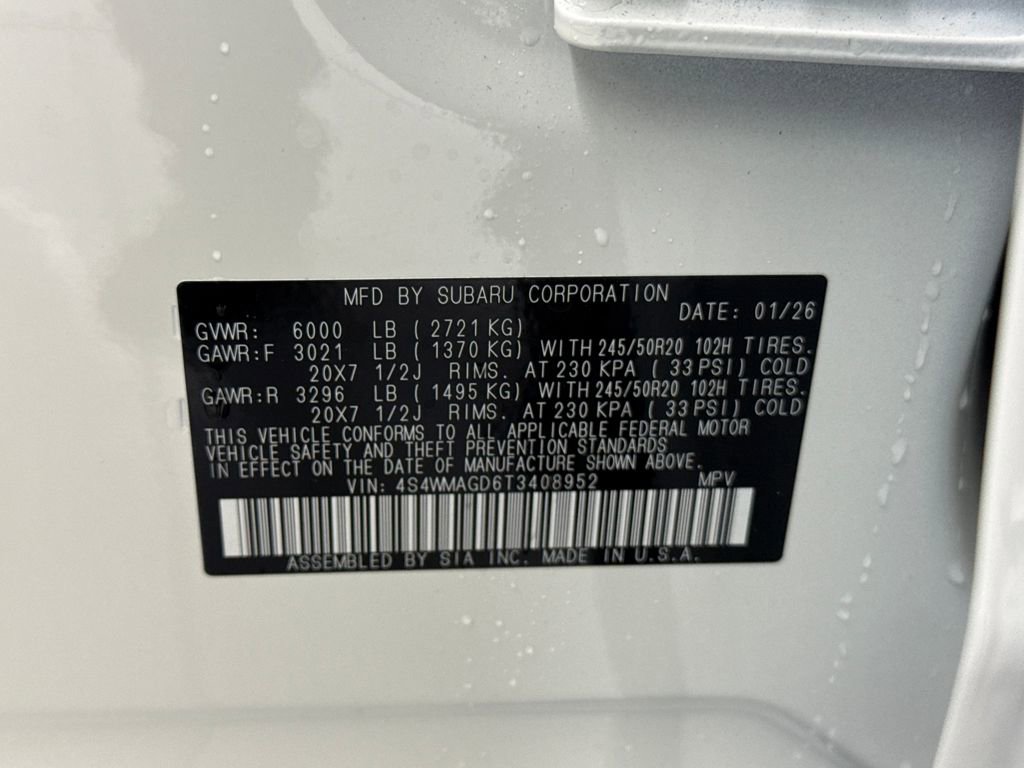 MFD BY SUBARU CORPORATION
DATE: 01/26
GVWR: 6000 LB ( 2721 KG)
GAWR:F 3021 LB ( 1370 KG) WITH 245/50R20 102H TIRES.
20X7 1/2J RIMS. AT 230 KPA ( 33 PSI) COLD
GAWR:R 3296 LB ( 1495 KG) WITH 245/50R20 102H TIRES.
20X7 1/2J RIMS. AT 230 KPA ( 33 PSI) COLD
THIS VEHICLE CONFORMS TO ALL APPLICABLE FEDERAL MOTOR
VEHICLE SAFETY AND THEFT PREVENTION STANDARDS
IN EFFECT ON THE DATE OF MANUFACTURE SHOWN ABOVE.
VIN: 4S4WMAGD6T3408952 MPV
ASSEMBLED BY SIA INC. MADE IN U.S.A.